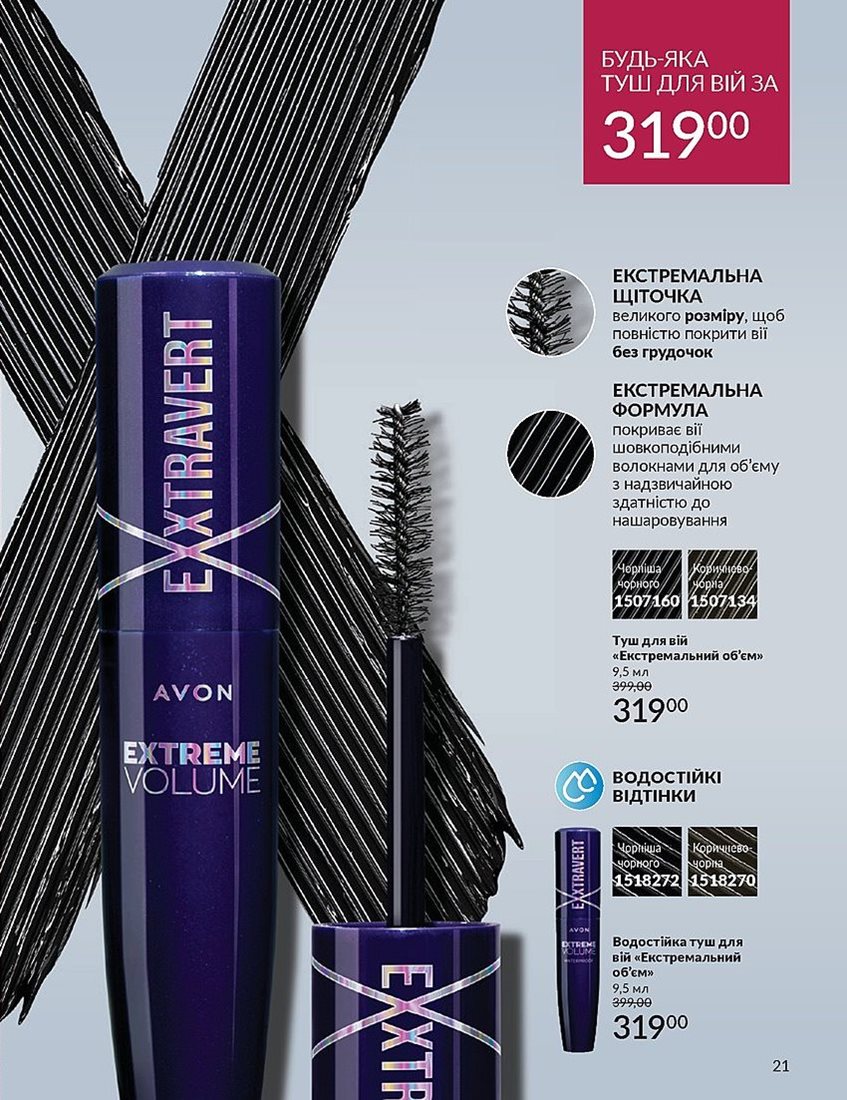 БУДЬ-ЯКА
ТУШ ДЛЯ ВІЙ ЗА
319⁰⁰
ЕКСТРЕМАЛЬНА
ЩІТОЧКА
великого розміру, щоб
повністю покрити вії
без грудочок
ЕКСТРЕМАЛЬНА
ФОРМУЛА
покриває вії
шовкоподібними
волокнами для об'єму
з надзвичайною
здатністю до
нашаровування
Чорніша
чорного
1507160
Коричнево-
чорна
1507134
Туш для вій
«Екстремальний об'єм»
9,5 мл
399,00
319⁰⁰
ВОДОСТІЙКІ
ВІДТІНКИ
Чорніша
чорного
1518272
Коричнево-
чорна
1518270
Водостійка туш для
вій «Екстремальний
об'єм»
9,5 мл
399,00
319⁰⁰
EXXTRAVERT
AVON
EXTREME
VOLUME
EXXTR
EXXTRAVERT
AVON
EXTREME
VOLUME
WATERPROOF
21